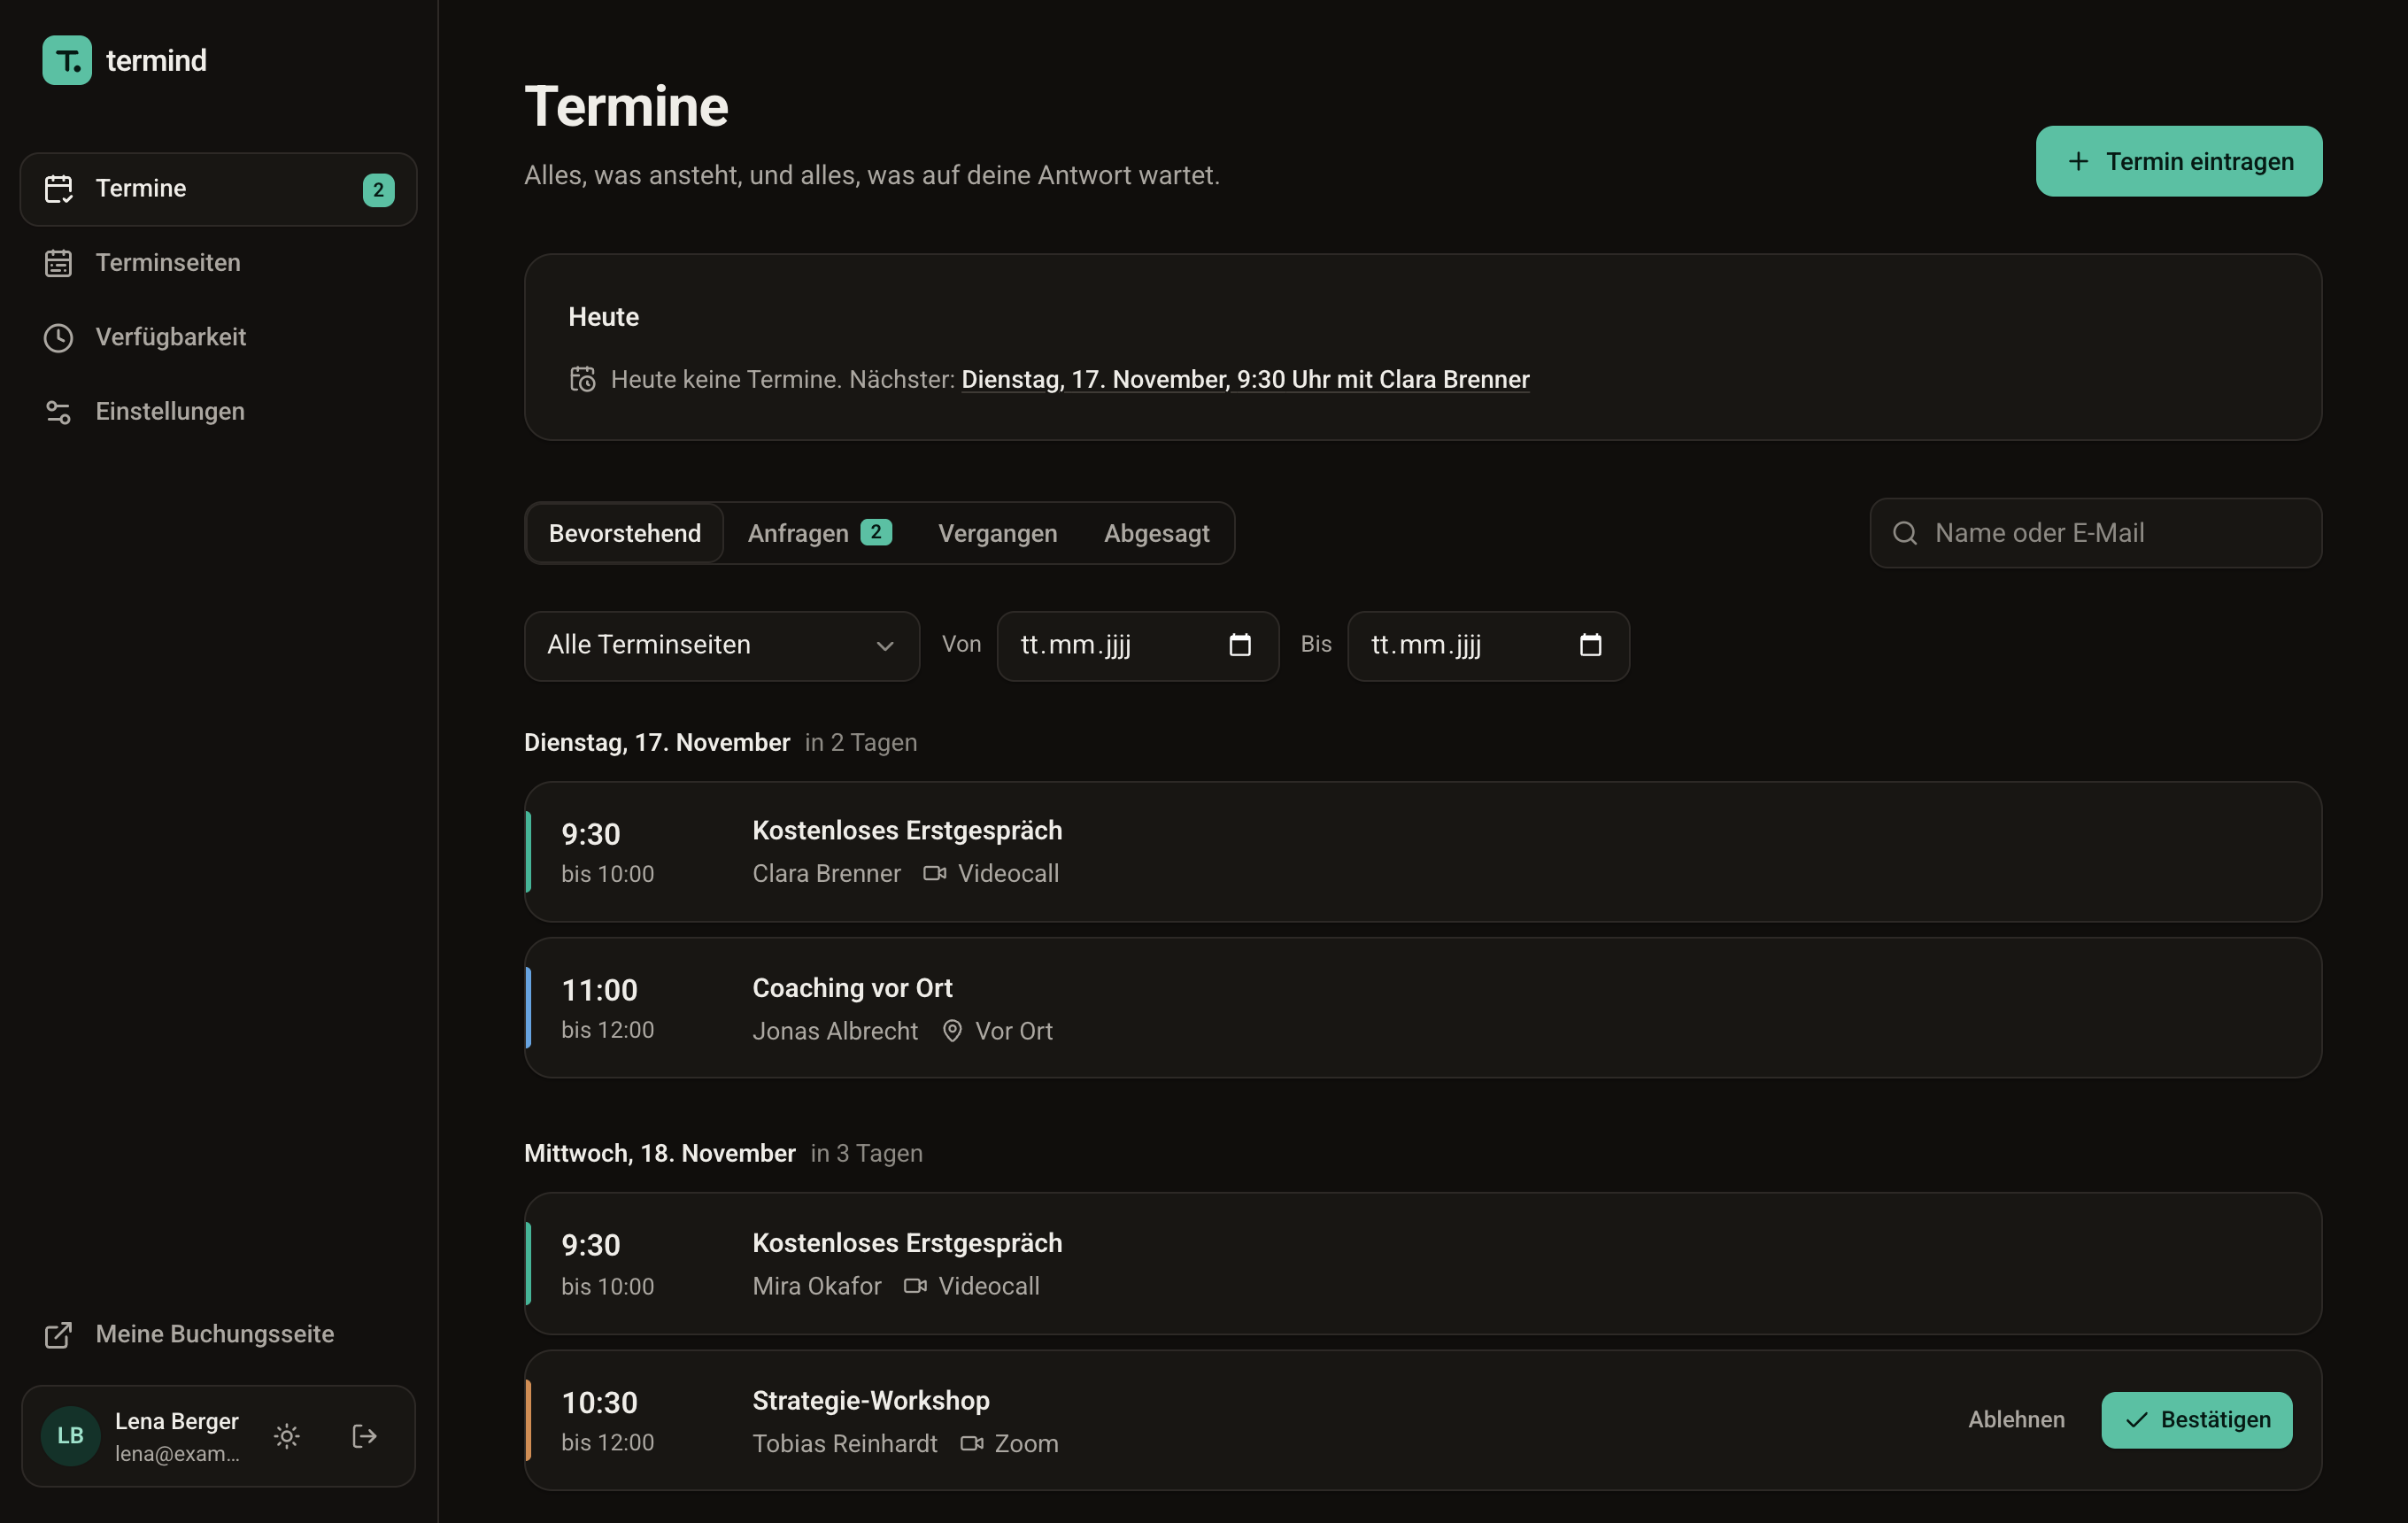 T.
termind
Termine 2
Terminseiten
Verfügbarkeit
Einstellungen
Meine Buchungsseite
LB
Lena Berger
lena@exam...
Termine
Alles, was ansteht, und alles, was auf deine Antwort wartet.
+ Termin eintragen
Heute
Heute keine Termine. Nächster: Dienstag, 17. November, 9:30 Uhr mit Clara Brenner
Bevorstehend Anfragen 2 Vergangen Abgesagt
Name oder E-Mail
Alle Terminseiten Von tt.mm.jjjj Bis tt.mm.jjjj
Dienstag, 17. November in 2 Tagen
9:30 Kostenloses Erstgespräch
bis 10:00 Clara Brenner Videocall
11:00 Coaching vor Ort
bis 12:00 Jonas Albrecht Vor Ort
Mittwoch, 18. November in 3 Tagen
9:30 Kostenloses Erstgespräch
bis 10:00 Mira Okafor Videocall
10:30 Strategie-Workshop
bis 12:00 Tobias Reinhardt Zoom
Ablehnen Bestätigen